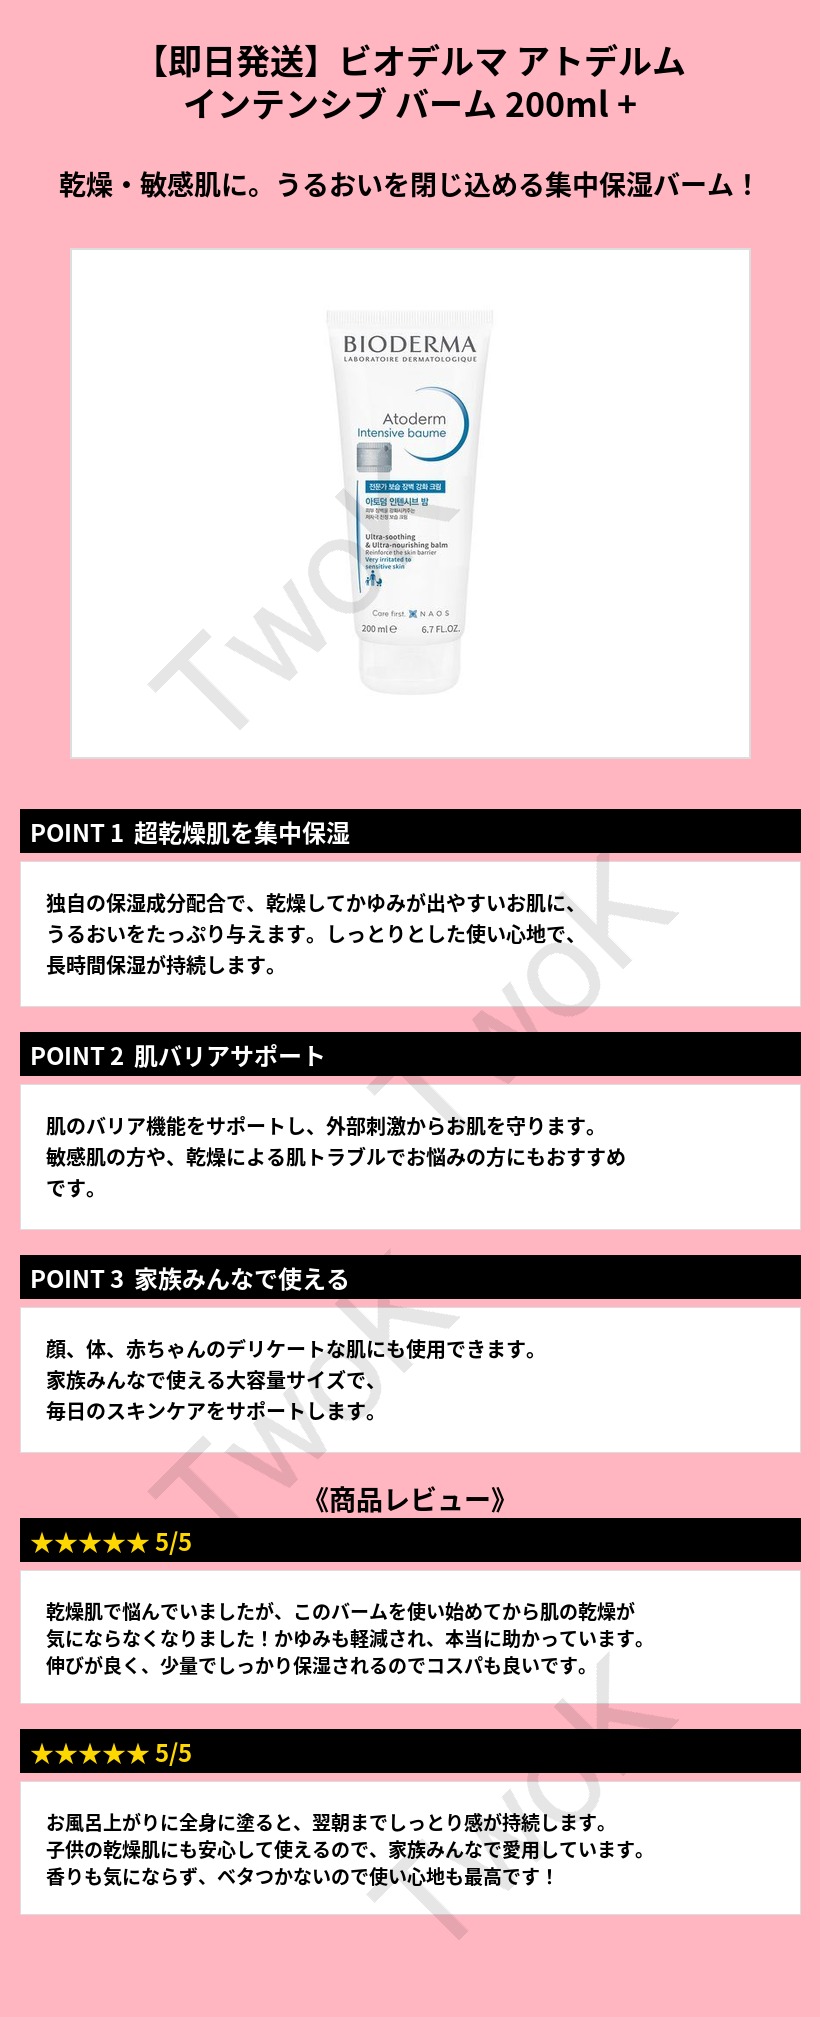 【即日発送】ビオデルマ アトデルム
インテンシブ バーム 200ml +
乾燥・敏感肌に。うるおいを閉じ込める集中保湿バーム！
BIODERMA
LABORATOIRE DERMATOLOGIQUE
Atoderm
Intensive baume
전문가 보습 장벽 강화 크림
아토덤 인텐시브 밤
피부 장벽을 강화시켜주는
저자극 진정 보습 크림
Ultra-soothing
& Ultra-nourishing balm
Reinforce the skin barrier
Very irritated to
sensitive skin
Care first. NAOS
200 ml ℮ 6.7 FL.OZ.
TwoK
POINT 1 超乾燥肌を集中保湿
独自の保湿成分配合で、乾燥してかゆみが出やすいお肌に、
うるおいをたっぷり与えます。しっとりとした使い心地で、
長時間保湿が持続します。
TwoK
POINT 2 肌バリアサポート
肌のバリア機能をサポートし、外部刺激からお肌を守ります。
敏感肌の方や、乾燥による肌トラブルでお悩みの方にもおすすめ
です。
POINT 3 家族みんなで使える
顔、体、赤ちゃんのデリケートな肌にも使用できます。
家族みんなで使える大容量サイズで、
毎日のスキンケアをサポートします。
TwoK
《商品レビュー》
★★★★★ 5/5
乾燥肌で悩んでいましたが、このバームを使い始めてから肌の乾燥が
気にならなくなりました！かゆみも軽減され、本当に助かっています。
伸びが良く、少量でしっかり保湿されるのでコスパも良いです。
★★★★★ 5/5
お風呂上がりに全身に塗ると、翌朝までしっとり感が持続します。
子供の乾燥肌にも安心して使えるので、家族みんなで愛用しています。
香りも気にならず、ベタつかないので使い心地も最高です！
TwoK